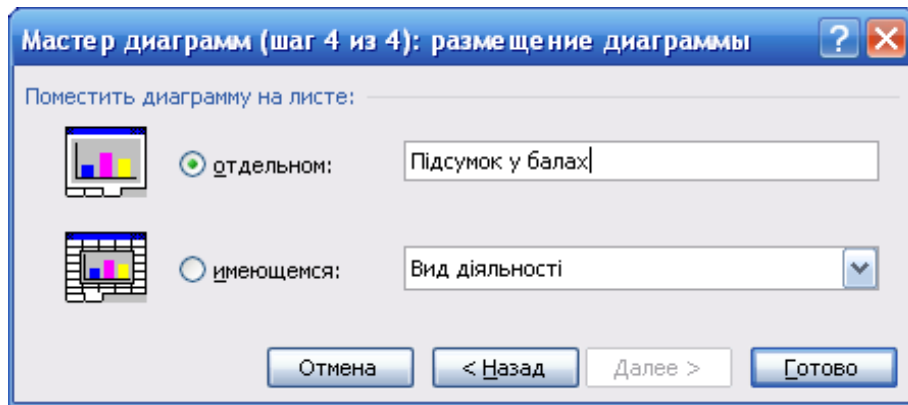 Мастер диаграмм (шаг 4 из 4): размещение диаграммы
Поместить диаграмму на листе:
отдельном: Підсумок у балах
имеющемся: Вид діяльності
Отмена < Назад Далее > Готово